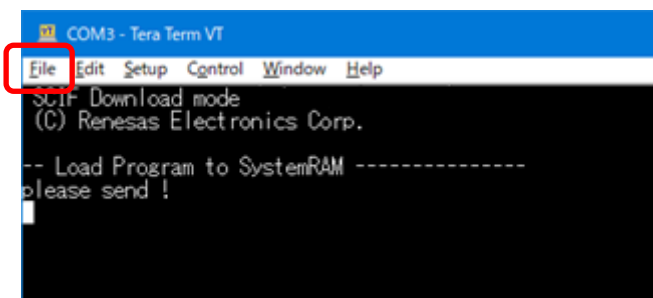 COM3 - Tera Term VT
File Edit Setup Control Window Help
SCIF Download mode
(C) Renesas Electronics Corp.
-- Load Program to SystemRAM ---------------
please send !